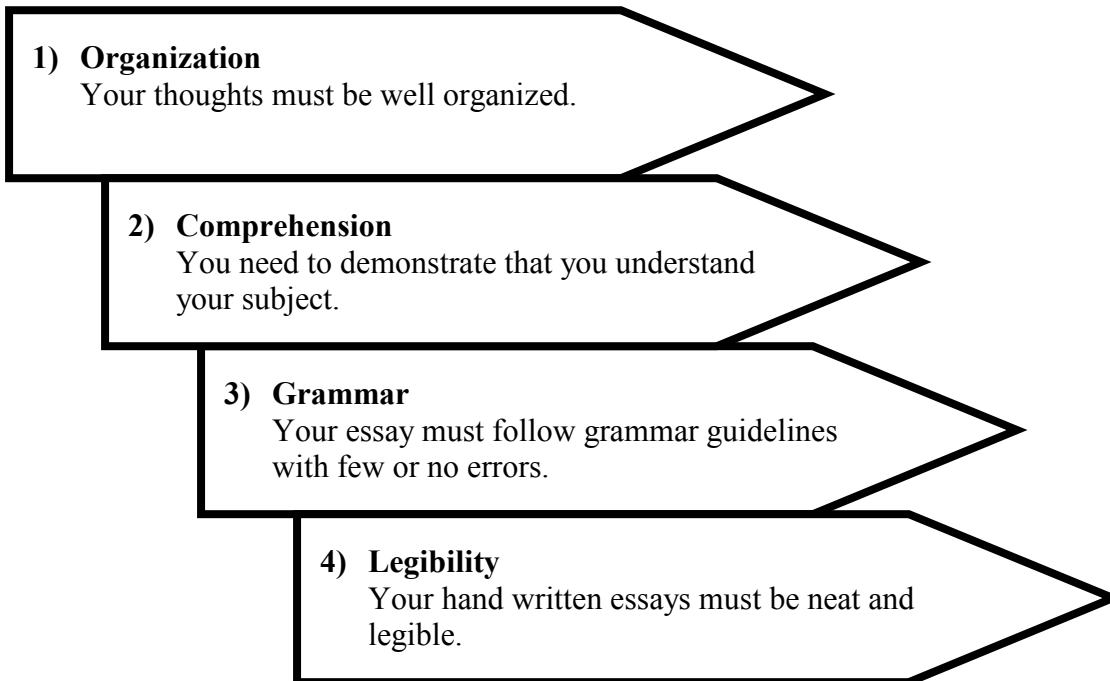 1) Organization
Your thoughts must be well organized.
2) Comprehension
You need to demonstrate that you understand
your subject.
3) Grammar
Your essay must follow grammar guidelines
with few or no errors.
4) Legibility
Your hand written essays must be neat and
legible.